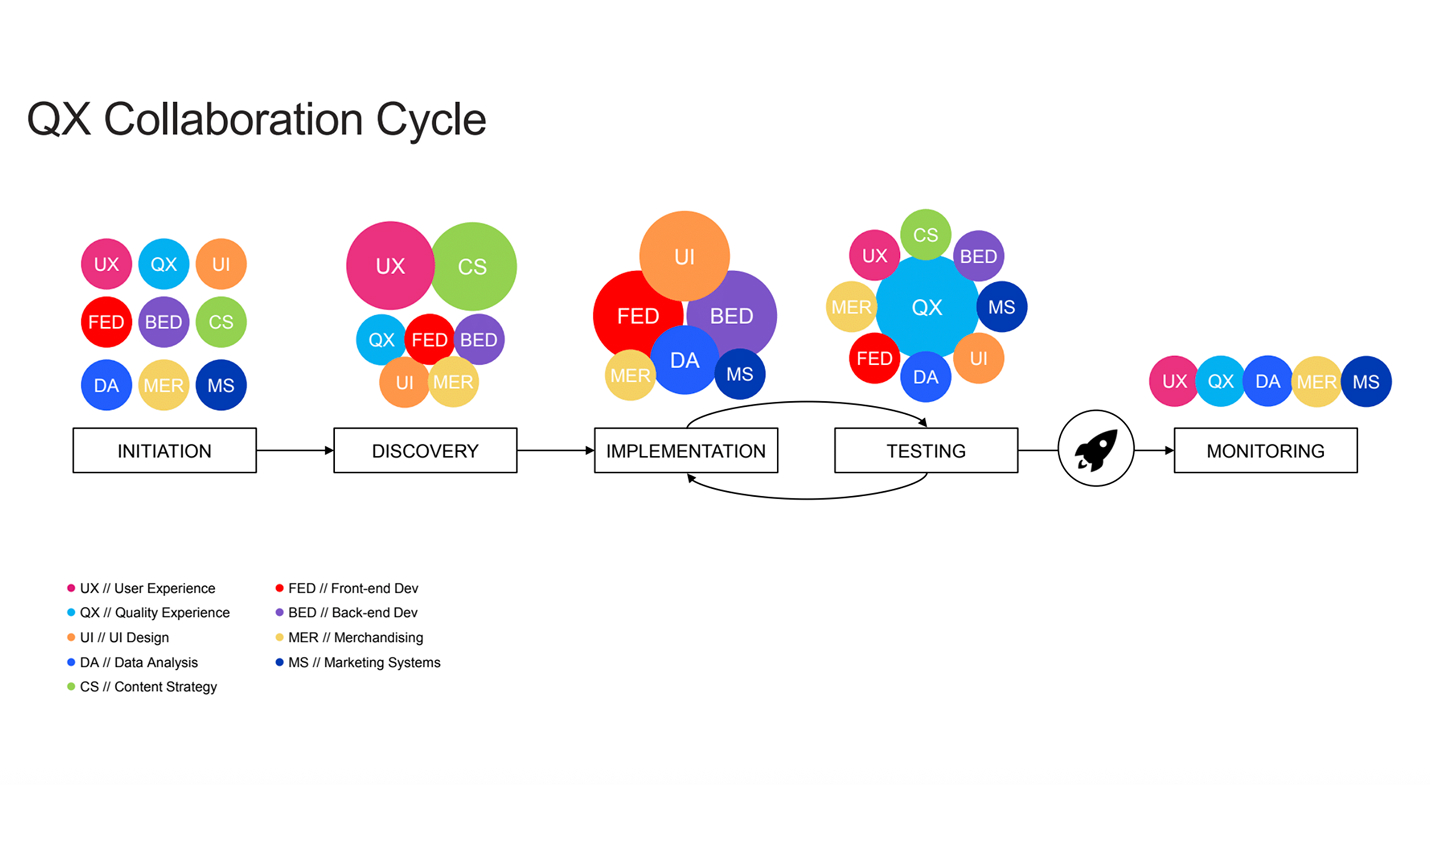 QX Collaboration Cycle
UX QX UI
FED BED CS
DA MER MS
INITIATION
UX CS
QX FED BED
UI MER
DISCOVERY
UI
FED BED
DA
MER MS
IMPLEMENTATION
CS
UX BED
MER QX MS
FED UI
DA
TESTING
UX QX DA MER MS
MONITORING
UX // User Experience
QX // Quality Experience
UI // UI Design
DA // Data Analysis
CS // Content Strategy
FED // Front-end Dev
BED // Back-end Dev
MER // Merchandising
MS // Marketing Systems